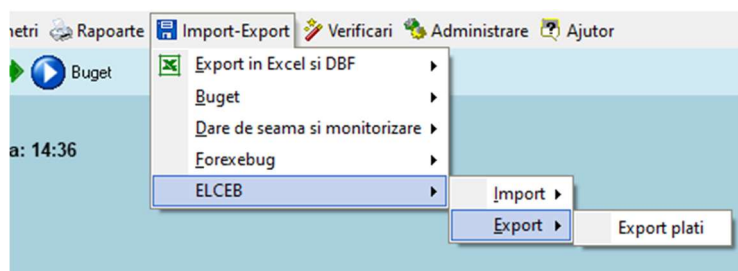 Rapoarte Import-Export Verificari Administrare Ajutor
Buget
Export in Excel si DBF
Buget
Dare de seama si monitorizare
a: 14:36
Forexebug
ELCEB
Import
Export Export plati